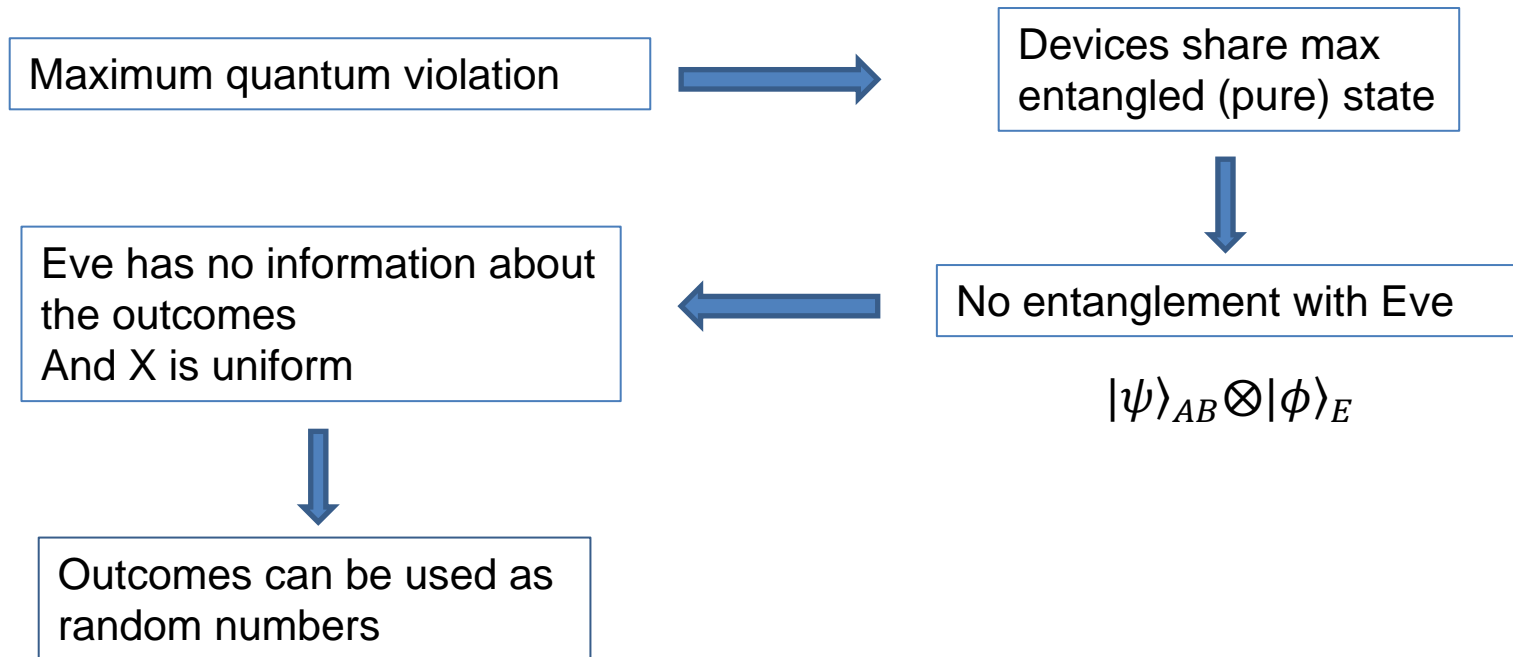 Maximum quantum violation
Devices share max
entangled (pure) state
No entanglement with Eve
|ψ⟩_{AB}⊗|ϕ⟩_E
Eve has no information about
the outcomes
And X is uniform
Outcomes can be used as
random numbers